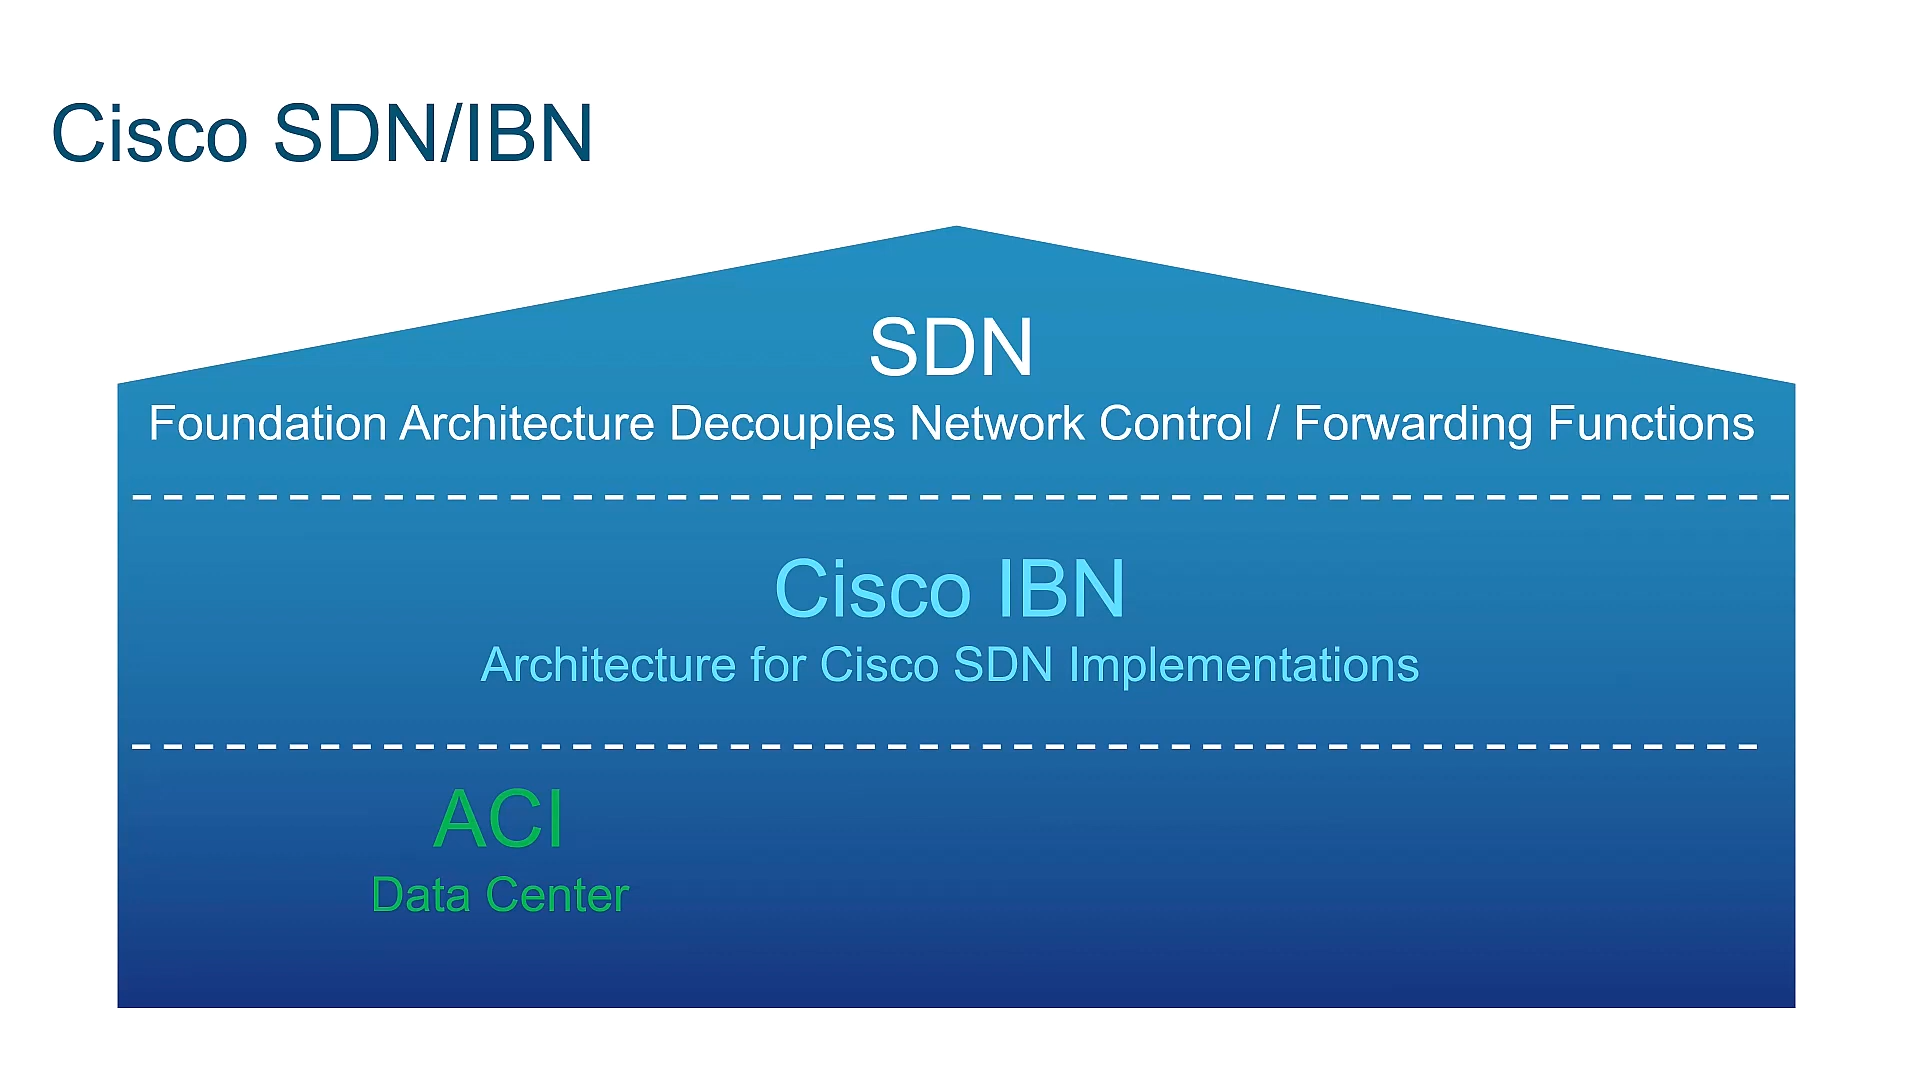 Cisco SDN/IBN
SDN
Foundation Architecture Decouples Network Control / Forwarding Functions
Cisco IBN
Architecture for Cisco SDN Implementations
ACI
Data Center